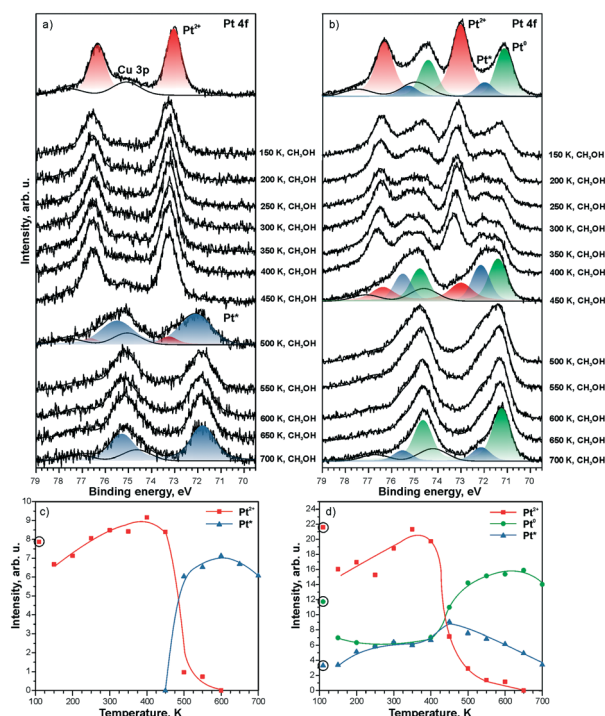 a) Pt²⁺ Pt 4f
Cu 3p
150 K, CH₃OH
200 K, CH₃OH
250 K, CH₃OH
300 K, CH₃OH
350 K, CH₃OH
400 K, CH₃OH
450 K, CH₃OH
Pt*
500 K, CH₃OH
550 K, CH₃OH
600 K, CH₃OH
650 K, CH₃OH
700 K, CH₃OH
79 78 77 76 75 74 73 72 71 70
Binding energy, eV
Intensity, arb. u.
b) Pt²⁺ Pt 4f
Pt* Pt⁰
150 K, CH₃OH
200 K, CH₃OH
250 K, CH₃OH
300 K, CH₃OH
350 K, CH₃OH
400 K, CH₃OH
450 K, CH₃OH
500 K, CH₃OH
550 K, CH₃OH
600 K, CH₃OH
650 K, CH₃OH
700 K, CH₃OH
79 78 77 76 75 74 73 72 71 70
Binding energy, eV
c)
Pt²⁺
Pt*
10
9
8
7
6
5
4
3
2
1
0
100 200 300 400 500 600 700
Temperature, K
Intensity, arb. u.
d)
Pt²⁺
Pt⁰
Pt*
24
22
20
18
16
14
12
10
8
6
4
2
0
100 200 300 400 500 600 700
Temperature, K
Intensity, arb. u.